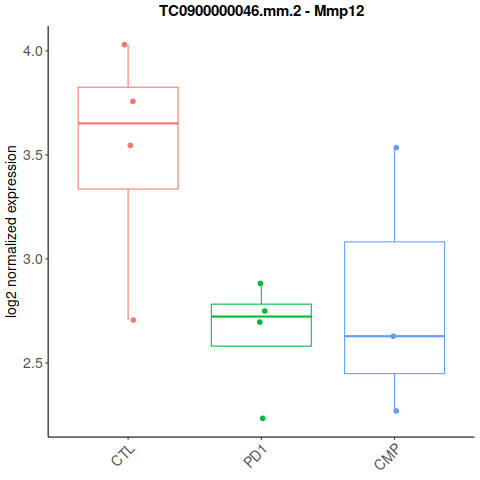 TC0900000046.mm.2 - Mmp12
log2 normalized expression
4.0
3.5
3.0
2.5
CTL
PD1
CMP